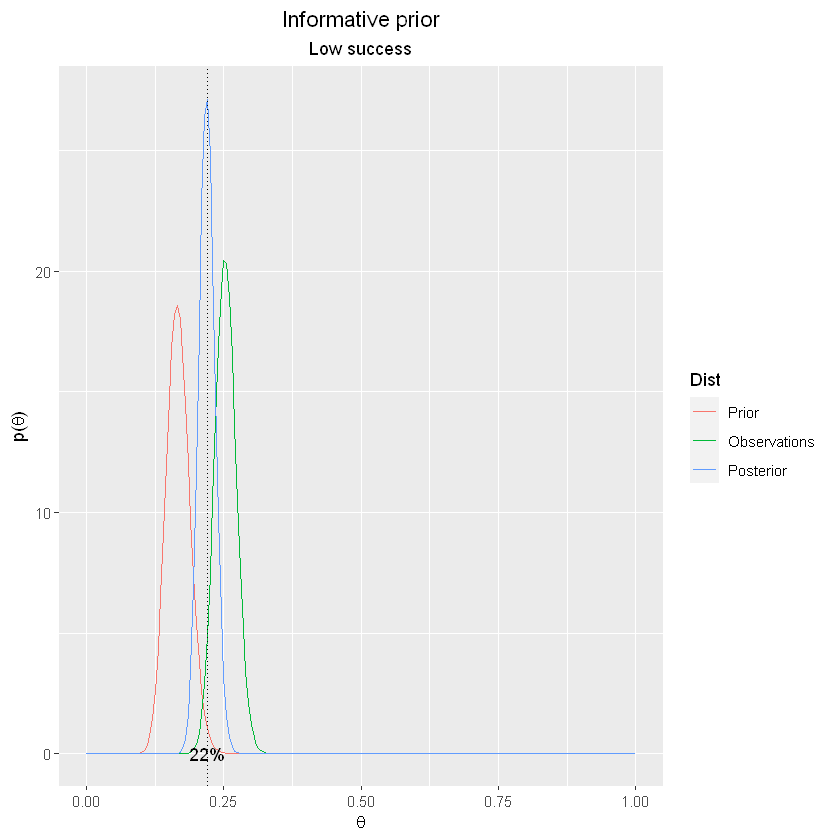 Informative prior
Low success
p(θ)
20
10
0
22%
0.00 0.25 0.50 0.75 1.00
θ
Dist
Prior
Observations
Posterior